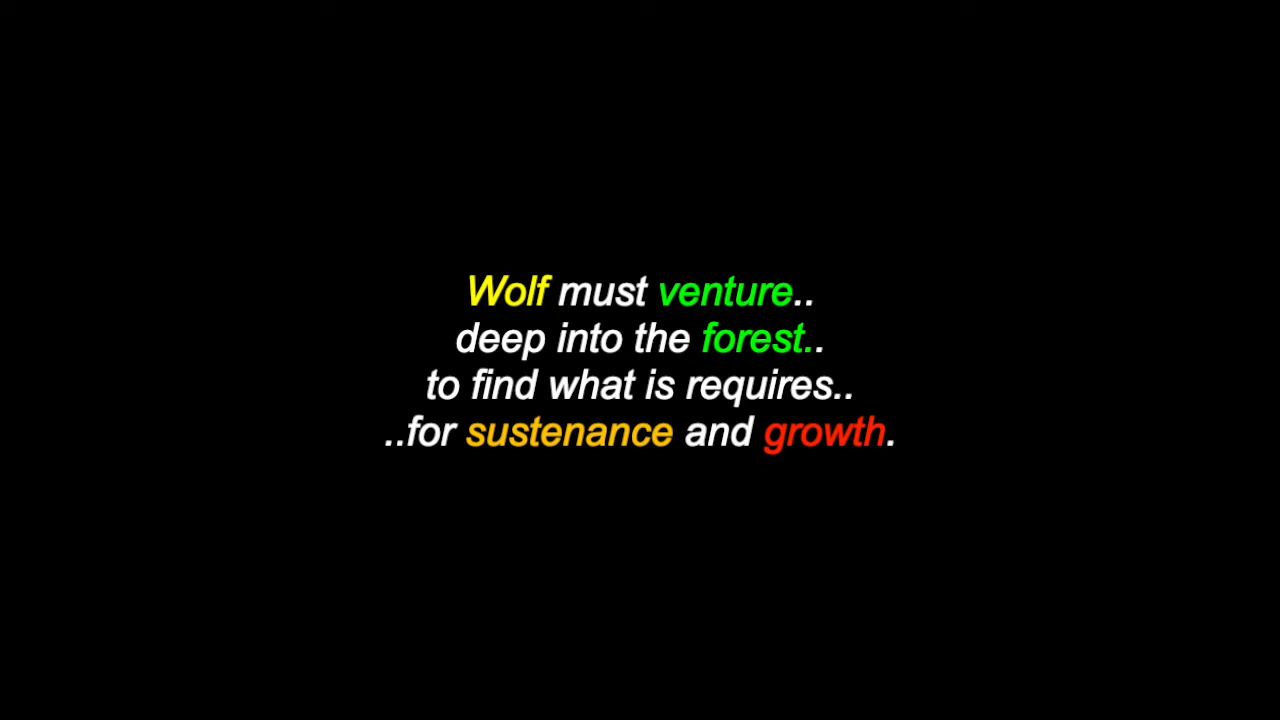 Wolf must venture..
deep into the forest..
to find what is requires..
..for sustenance and growth.